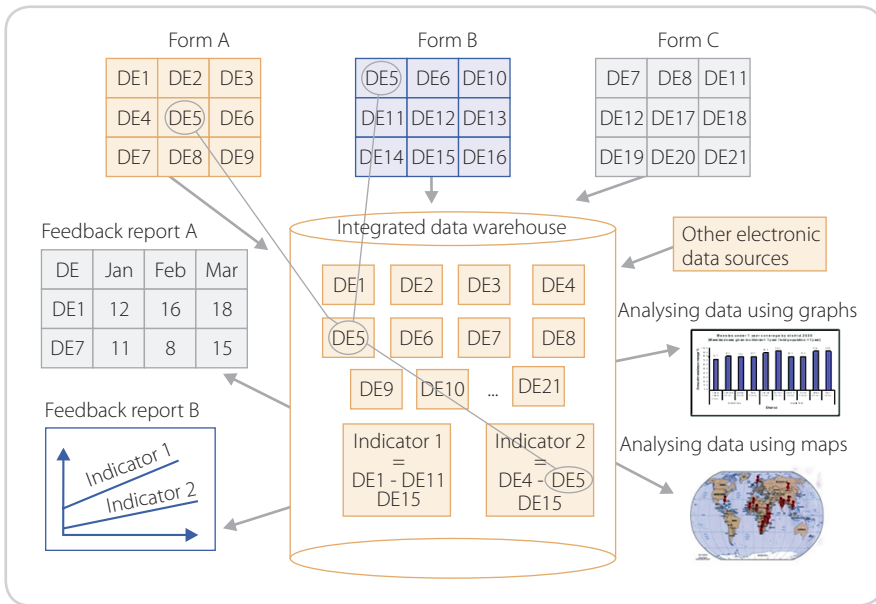 Form A
DE1 DE2 DE3
DE4 DE5 DE6
DE7 DE8 DE9
Form B
DE5 DE6 DE10
DE11 DE12 DE13
DE14 DE15 DE16
Form C
DE7 DE8 DE11
DE12 DE17 DE18
DE19 DE20 DE21
Feedback report A
DE Jan Feb Mar
DE1 12 16 18
DE7 11 8 15
Feedback report B
Indicator 1
Indicator 2
Integrated data warehouse
DE1 DE2 DE3 DE4
DE5 DE6 DE7 DE8
DE9 DE10 ... DE21
Indicator 1
=
DE1 - DE11
DE15
Indicator 2
=
DE4 - DE5
DE15
Other electronic
data sources
Analysing data using graphs
Analysing data using maps